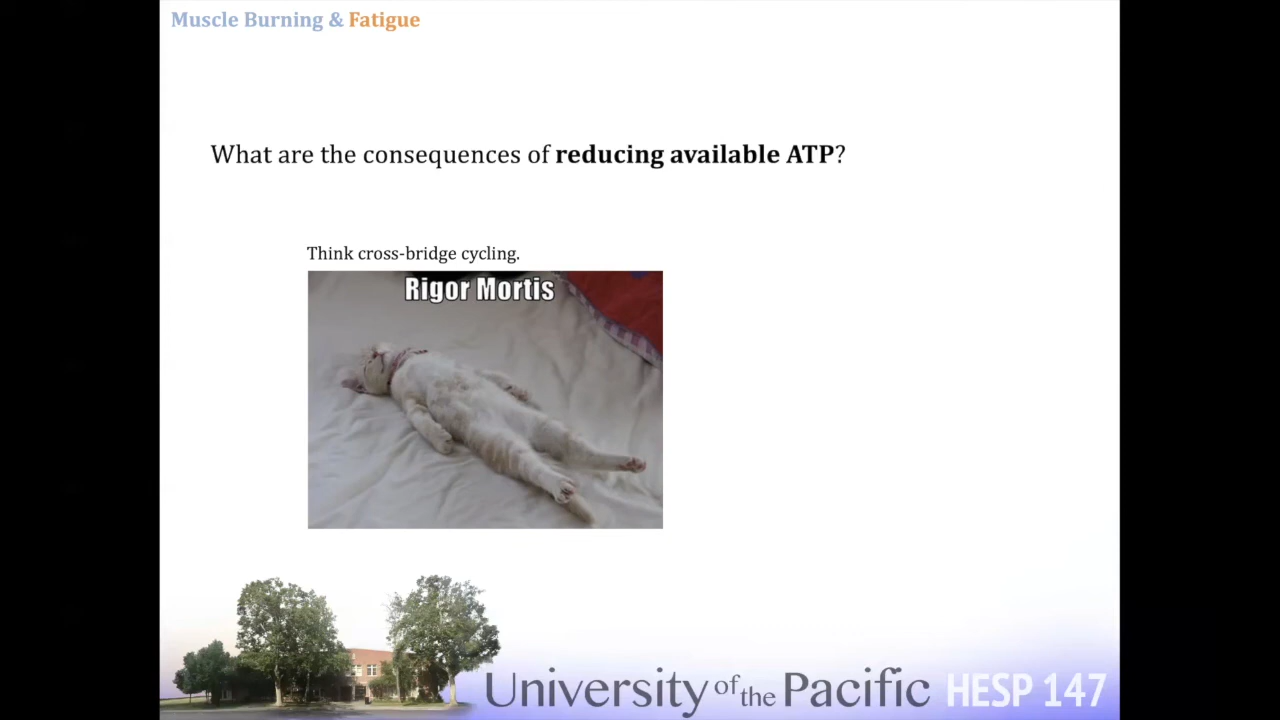 Muscle Burning & Fatigue
What are the consequences of reducing available ATP?
Think cross-bridge cycling.
Rigor Mortis
University of the Pacific HESP 147